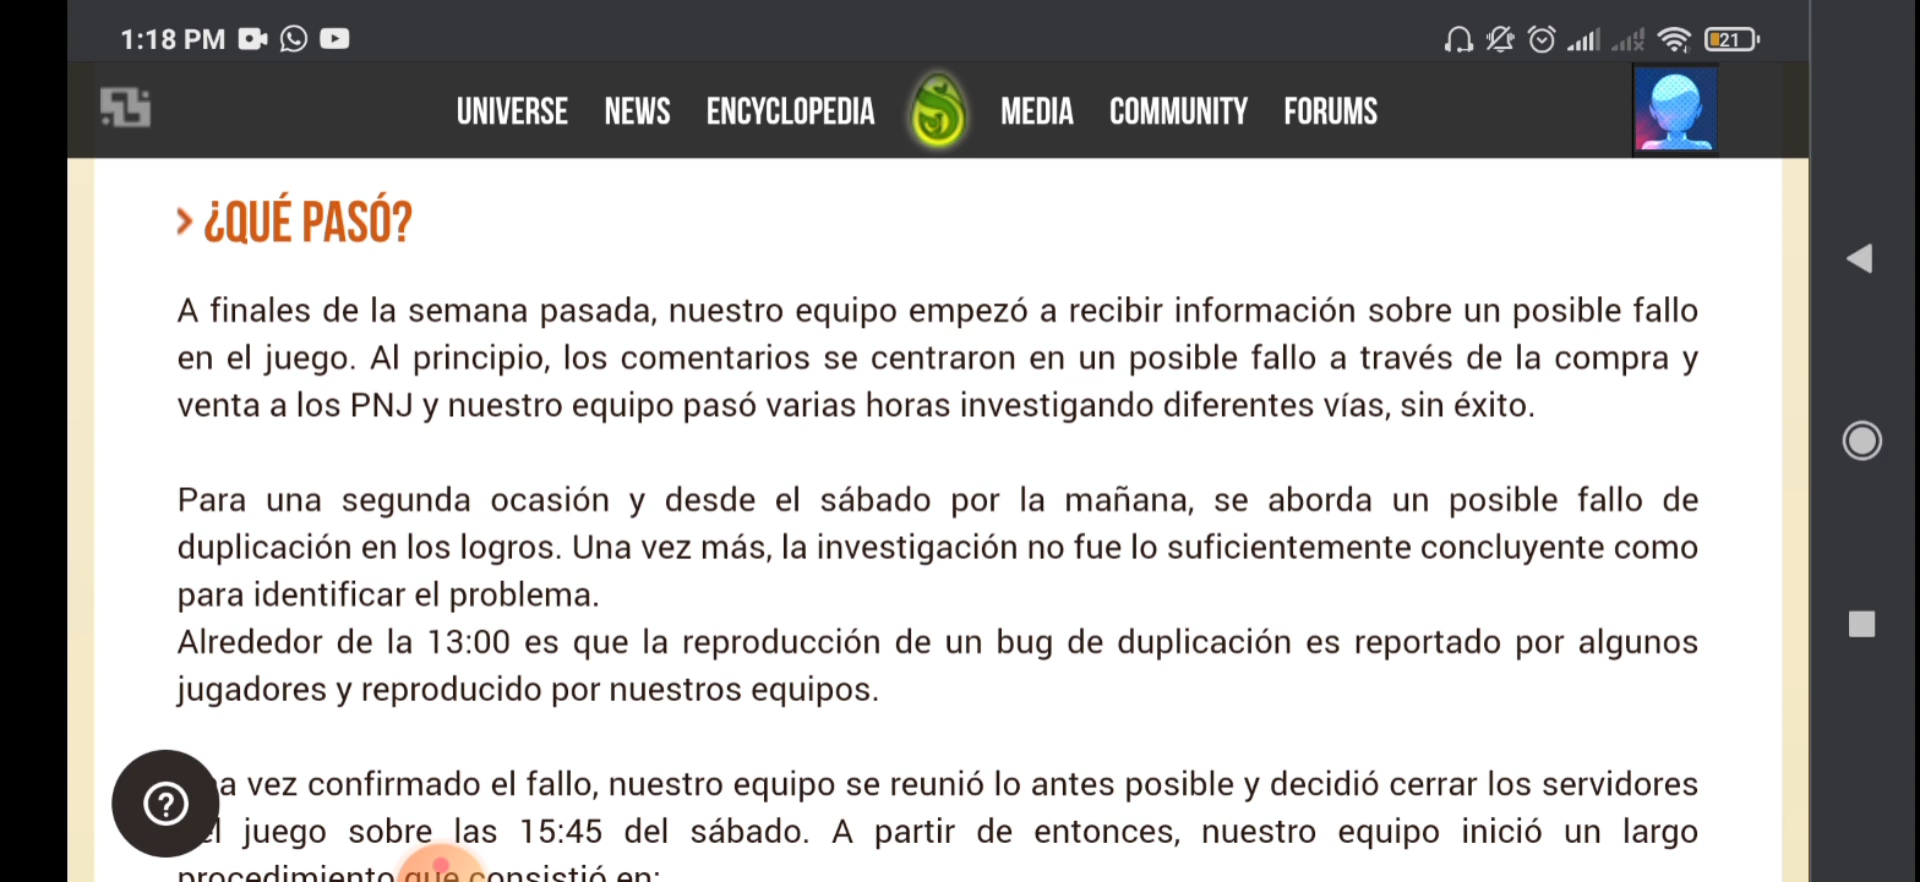 1:18 PM
21
UNIVERSE NEWS ENCYCLOPEDIA MEDIA COMMUNITY FORUMS
> ¿QUÉ PASÓ?
A finales de la semana pasada, nuestro equipo empezó a recibir información sobre un posible fallo
en el juego. Al principio, los comentarios se centraron en un posible fallo a través de la compra y
venta a los PNJ y nuestro equipo pasó varias horas investigando diferentes vías, sin éxito.
Para una segunda ocasión y desde el sábado por la mañana, se aborda un posible fallo de
duplicación en los logros. Una vez más, la investigación no fue lo suficientemente concluyente como
para identificar el problema.
Alrededor de la 13:00 es que la reproducción de un bug de duplicación es reportado por algunos
jugadores y reproducido por nuestros equipos.
a vez confirmado el fallo, nuestro equipo se reunió lo antes posible y decidió cerrar los servidores
el juego sobre las 15:45 del sábado. A partir de entonces, nuestro equipo inició un largo
procedimiento que consistió en: